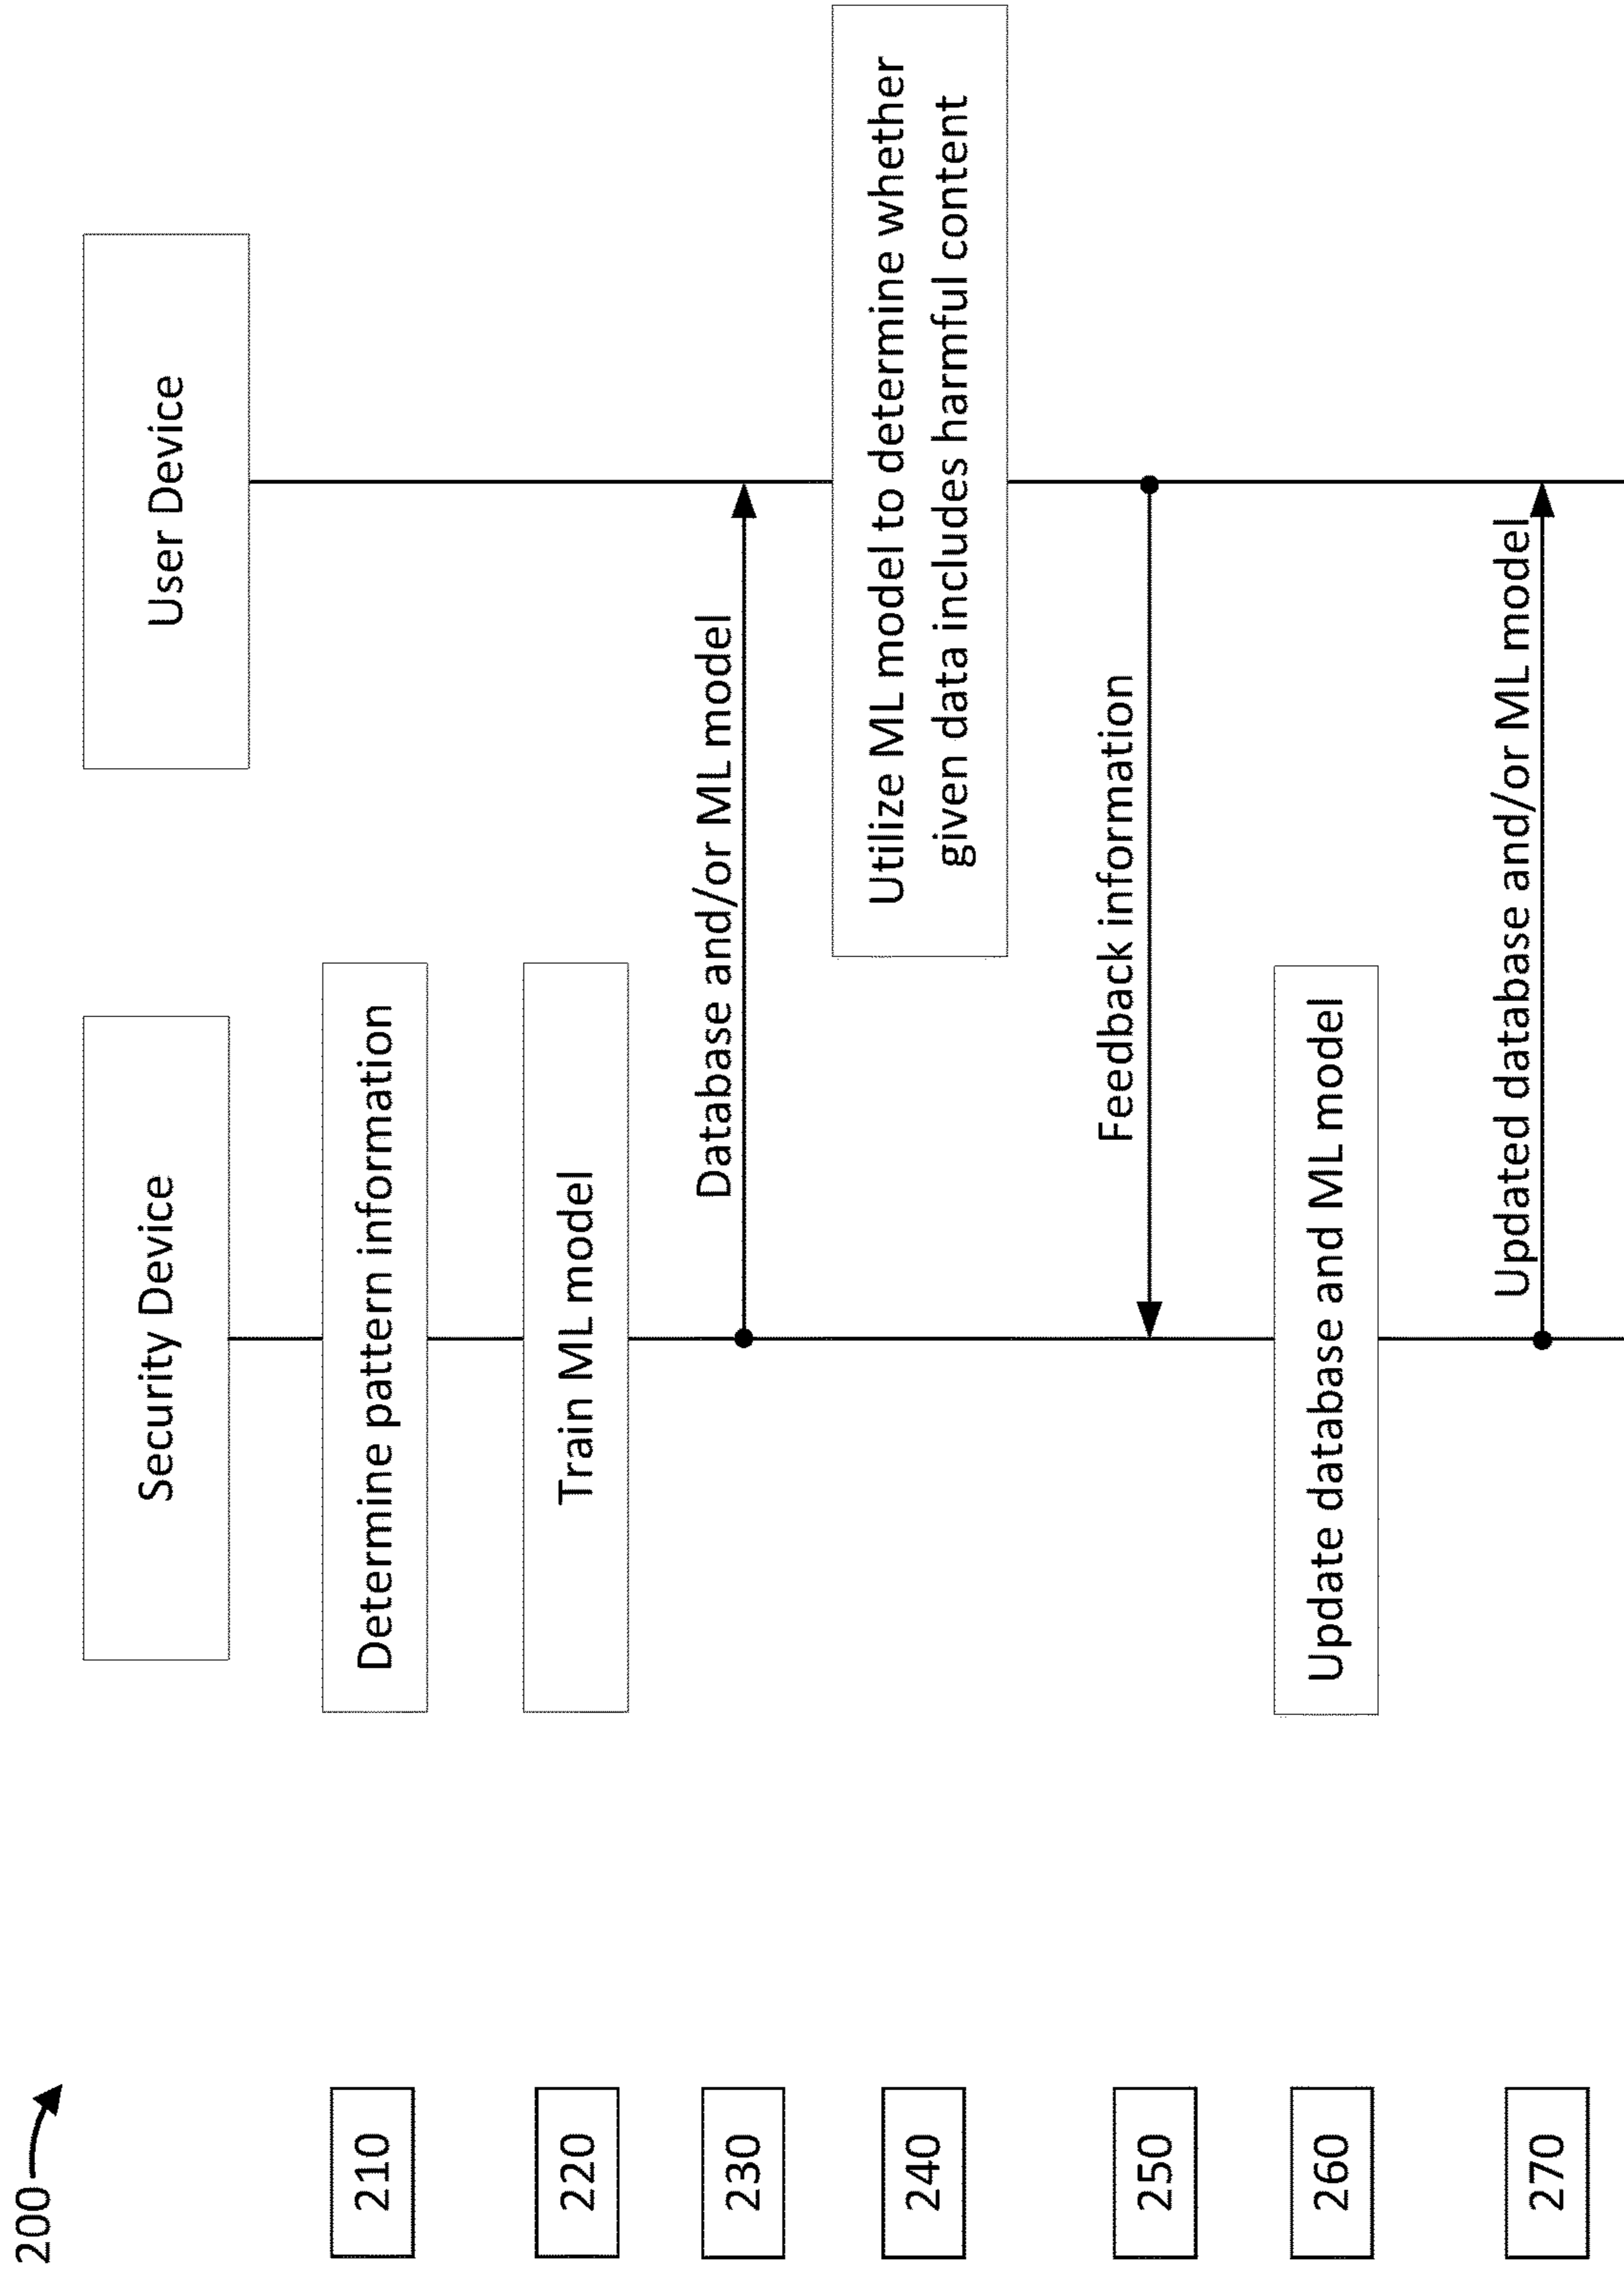 200
Security Device
User Device
210
Determine pattern information
220
Train ML model
230
Database and/or ML model
240
Utilize ML model to determine whether
given data includes harmful content
250
Feedback information
260
Update database and ML model
270
Updated database and/or ML model